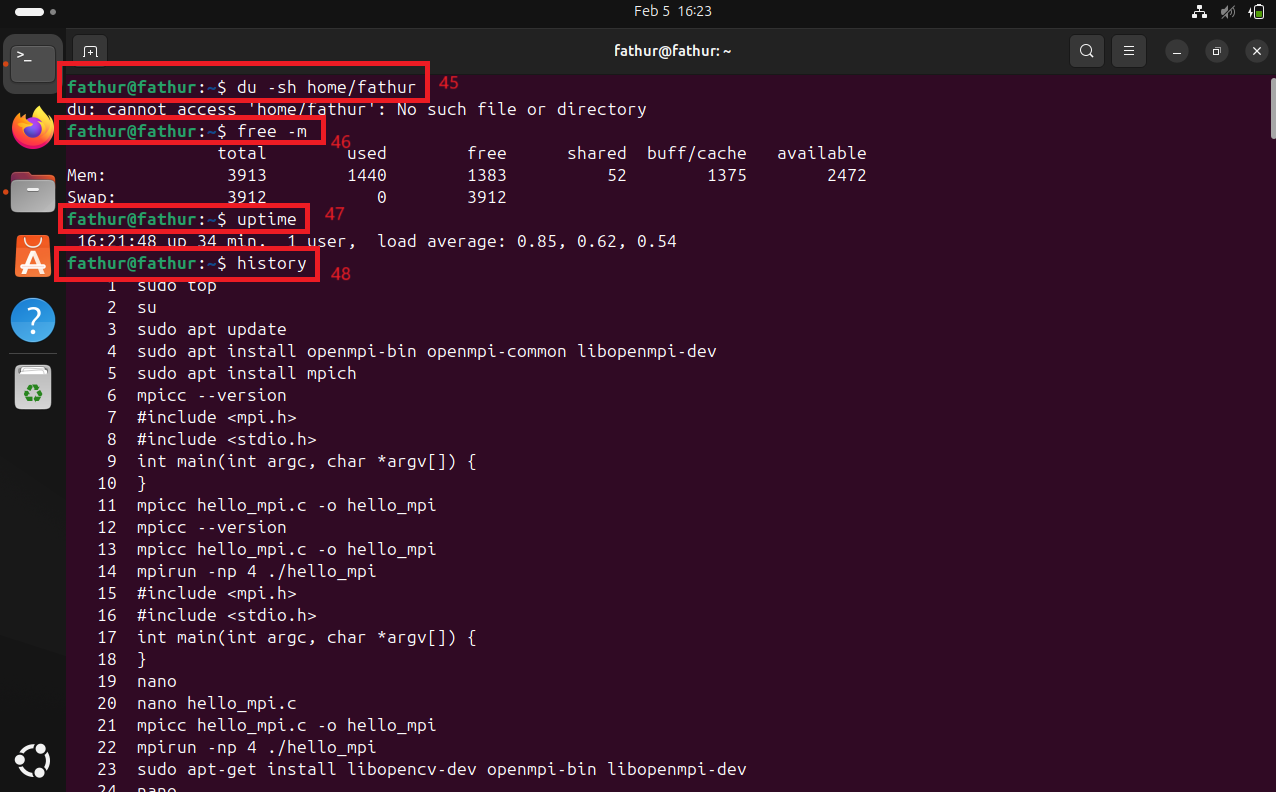 Feb 5 16:23
fathur@fathur: ~
fathur@fathur:~$ du -sh home/fathur 45
du: cannot access 'home/fathur': No such file or directory
fathur@fathur:~$ free -m 46
total used free shared buff/cache available
Mem: 3913 1440 1383 52 1375 2472
Swap: 3912 0 3912
fathur@fathur:~$ uptime 47
16:21:48 up 34 min, 1 user, load average: 0.85, 0.62, 0.54
fathur@fathur:~$ history 48
1 sudo top
2 su
3 sudo apt update
4 sudo apt install openmpi-bin openmpi-common libopenmpi-dev
5 sudo apt install mpich
6 mpicc --version
7 #include <mpi.h>
8 #include <stdio.h>
9 int main(int argc, char *argv[]) {
10 }
11 mpicc hello_mpi.c -o hello_mpi
12 mpicc --version
13 mpicc hello_mpi.c -o hello_mpi
14 mpirun -np 4 ./hello_mpi
15 #include <mpi.h>
16 #include <stdio.h>
17 int main(int argc, char *argv[]) {
18 }
19 nano
20 nano hello_mpi.c
21 mpicc hello_mpi.c -o hello_mpi
22 mpirun -np 4 ./hello_mpi
23 sudo apt-get install libopencv-dev openmpi-bin libopenmpi-dev
24 nano